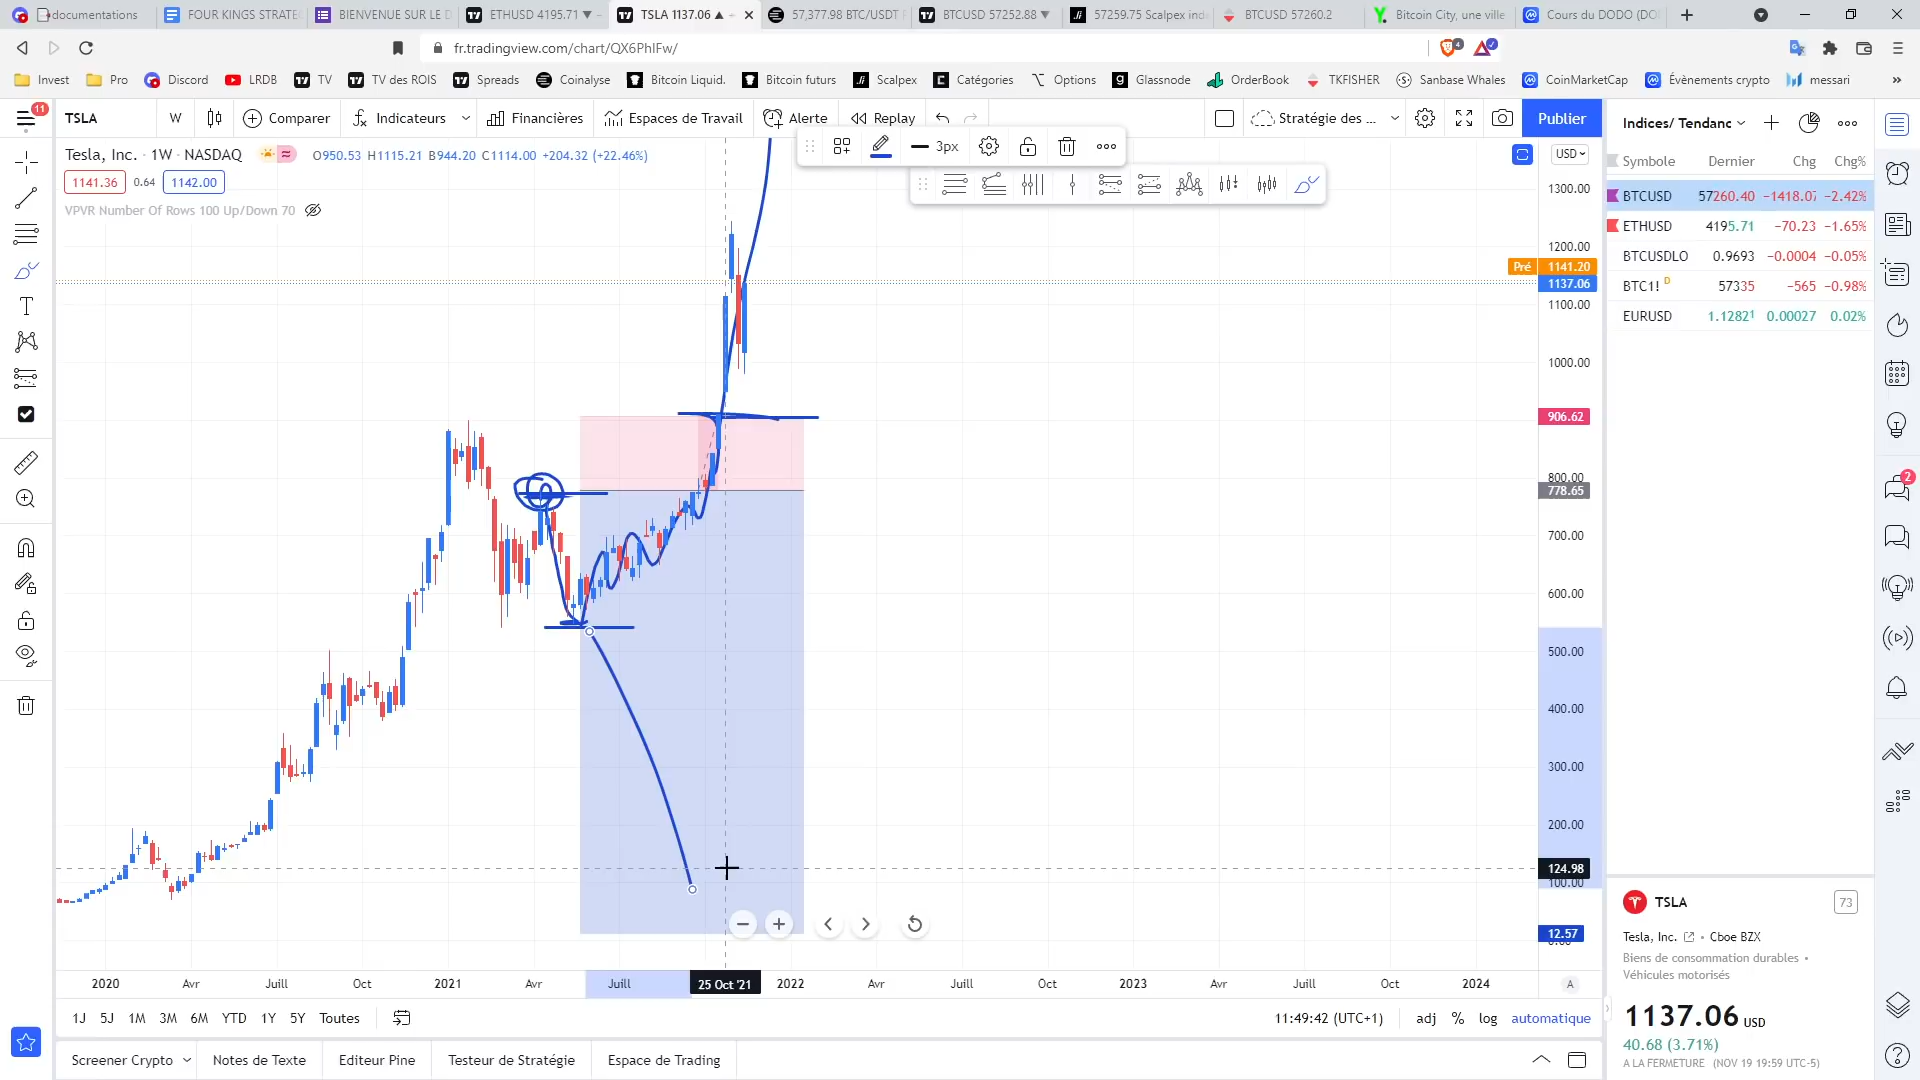 documentations
FOUR KINGS STRATE
BIENVENUE SUR LE D
ETHUSD 4195.71 ▼ −
TSLA 1137.06 ▲
57,377.98 BTC/USDT F
BTCUSD 57252.88 ▼
57259.75 Scalpex ind
BTCUSD 57260.2
Bitcoin City, une ville
Cours du DODO (DO
fr.tradingview.com/chart/QX6PhIFw/
4
Invest
Pro
Discord
LRDB
TV
TV des ROIS
Spreads
Coinalyse
Bitcoin Liquid.
Bitcoin futurs
Scalpex
Catégories
Options
Glassnode
OrderBook
TKFISHER
Sanbase Whales
CoinMarketCap
Évènements crypto
messari
»
11
TSLA
W
Comparer
Indicateurs
Financières
Espaces de Travail
Alerte
Replay
Stratégie des ...
Publier
Tesla, Inc. · 1W · NASDAQ
O950.53 H1115.21 B944.20 C1114.00 +204.32 (+22.46%)
1141.36
0.64
1142.00
VPVR Number Of Rows 100 Up/Down 70
3px
USD
1300.00
1200.00
Pré 1141.20
1137.06
1100.00
1000.00
906.62
800.00
778.65
700.00
600.00
500.00
400.00
300.00
200.00
124.98
100.00
12.57
2020
Avr
Juill
Oct
2021
Avr
Juill
25 Oct '21
2022
Avr
Juill
Oct
2023
Avr
Juill
Oct
2024
A
1J
5J
1M
3M
6M
YTD
1Y
5Y
Toutes
11:49:42 (UTC+1)
adj
%
log
automatique
Screener Crypto
Notes de Texte
Editeur Pine
Testeur de Stratégie
Espace de Trading
Indices/ Tendanc
Symbole Dernier Chg Chg%
BTCUSD 57260.40 −1418.07 −2.42%
ETHUSD 4195.71 −70.23 −1.65%
BTCUSDLO 0.9693 −0.0004 −0.05%
BTC1! D 57335 −565 −0.98%
EURUSD 1.12821 0.00027 0.02%
2
TSLA
73
Tesla, Inc. • Cboe BZX
Biens de consommation durables •
Véhicules motorisés
1137.06 USD
40.68 (3.71%)
A LA FERMETURE (NOV 19 19:59 UTC-5)